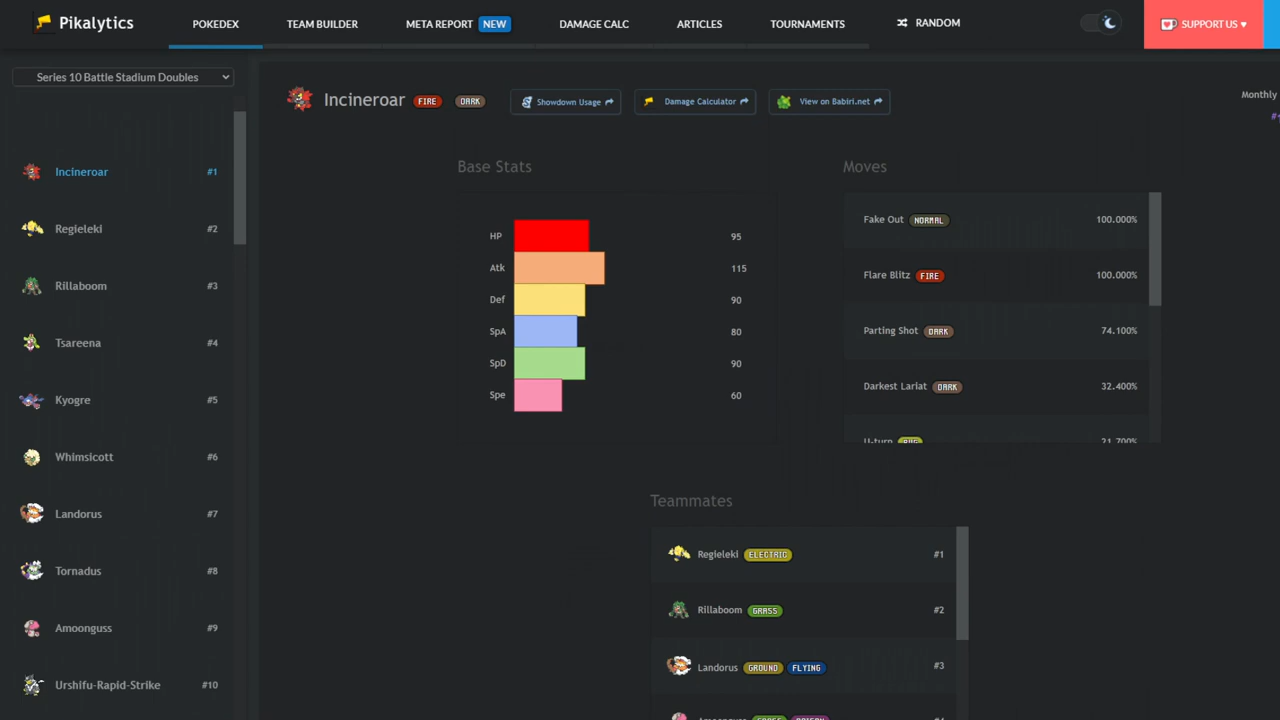 Pikalytics
POKEDEX
TEAM BUILDER
META REPORT NEW
DAMAGE CALC
ARTICLES
TOURNAMENTS
RANDOM
SUPPORT US ♥
Series 10 Battle Stadium Doubles
Incineroar #1
Regieleki #2
Rillaboom #3
Tsareena #4
Kyogre #5
Whimsicott #6
Landorus #7
Tornadus #8
Amoonguss #9
Urshifu-Rapid-Strike #10
Incineroar FIRE DARK
Showdown Usage
Damage Calculator
View on Babiri.net
Monthly
Base Stats
HP 95
Atk 115
Def 90
SpA 80
SpD 90
Spe 60
Moves
Fake Out NORMAL 100.000%
Flare Blitz FIRE 100.000%
Parting Shot DARK 74.100%
Darkest Lariat DARK 32.400%
U-turn BUG 21.700%
Teammates
Regieleki ELECTRIC #1
Rillaboom GRASS #2
Landorus GROUND FLYING #3